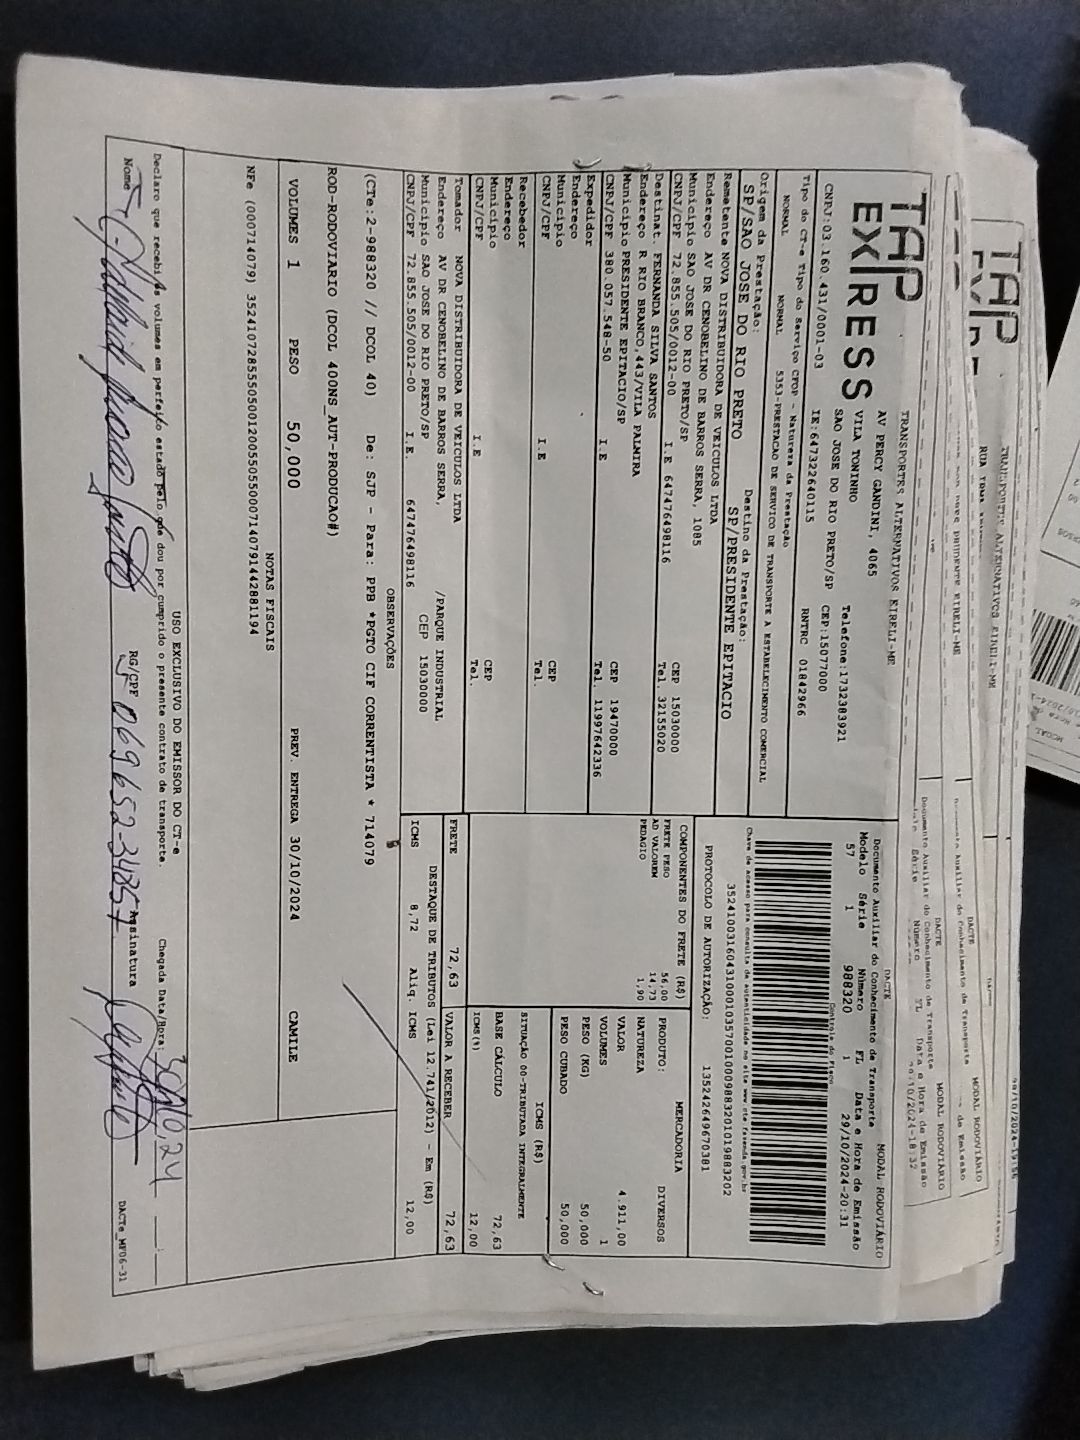 TAP
EXPRESS
TRANSPORTES ALTERNATIVOS EIRELI-ME
AV PERCY GANDINI, 4065
VILA TONINHO
SAO JOSE DO RIO PRETO/SP
CNPJ:03.160.431/0001-03
IE:647322640115
Telefone:1732383921
CEP:15077000
RNTRC 01842966
DACTE
MODAL RODOVIÁRIO
Documento Auxiliar do Conhecimento de Transporte
Modelo Série Número FL Data e Hora de Emissão
57 1 988320 1 29/10/2024-20:31
Controle do Fisco
Chave de acesso para consulta de autenticidade no site www.cte.fazenda.gov.br
35241003160431000103570010009883201019883202
PROTOCOLO DE AUTORIZAÇÃO: 135242649670381
Tipo do CT-e Tipo do Serviço CFOP - Natureza da Prestação
NORMAL NORMAL 5353-PRESTACAO DE SERVICO DE TRANSPORTE A ESTABELECIMENTO COMERCIAL
Origem da Prestação: Destino da Prestação:
SP/SAO JOSE DO RIO PRETO SP/PRESIDENTE EPITACIO
Remetente NOVA DISTRIBUIDORA DE VEICULOS LTDA
Endereço AV DR CENOBELINO DE BARROS SERRA, 1085
Município SAO JOSE DO RIO PRETO/SP CEP 15030000
CNPJ/CPF 72.855.505/0012-00 I.E 647476498116 Tel. 32155020
Destinat. FERNANDA SILVA SANTOS
Endereço R RIO BRANCO,443/VILA PALMIRA
Município PRESIDENTE EPITACIO/SP CEP 19470000
CNPJ/CPF 380.057.548-50 I.E Tel. 11997642336
Expedidor
Endereço
Município CEP
CNPJ/CPF I.E Tel.
Recebedor
Endereço
Município CEP
CNPJ/CPF I.E Tel.
Tomador NOVA DISTRIBUIDORA DE VEICULOS LTDA
Endereço AV DR CENOBELINO DE BARROS SERRA, /PARQUE INDUSTRIAL
Município SAO JOSE DO RIO PRETO/SP CEP 15030000
CNPJ/CPF 72.855.505/0012-00 I.E. 647476498116
COMPONENTES DO FRETE (R$)
FRETE PESO 56,00
AD VALOREM 14,73
PEDAGIO 1,90
MERCADORIA
PRODUTO: DIVERSOS
NATUREZA
VALOR 4.911,00
VOLUMES 1
PESO (KG) 50,000
PESO CUBADO 50,000
ICMS (R$)
SITUAÇÃO 00-TRIBUTADA INTEGRALMENTE
BASE CÁLCULO 72,63
ICMS(%) 12,00
FRETE 72,63 VALOR A RECEBER 72,63
DESTAQUE DE TRIBUTOS (Lei 12.741/2012) - Em (R$)
ICMS 8,72 Aliq. ICMS 12,00
OBSERVAÇÕES
(CTe:2-988320 // DCOL 40) De: SJP - Para: PPB *PGTO CIF CORRENTISTA * 714079
ROD-RODOVIARIO (DCOL 400NS_AUT-PRODUCAO#)
VOLUMES 1 PESO 50,000 PREV. ENTREGA 30/10/2024 CAMILE
NOTAS FISCAIS
NFe (000714079) 35241072855505001200550550007140791442881194
USO EXCLUSIVO DO EMISSOR DO CT-e
Declaro que recebi os volumes em perfeito estado pelo que dou por cumprido o presente contrato de transporte. Chegada Data/Hora: 30/10,24
Nome RG/CPF Assinatura
DACTe_MF06-31